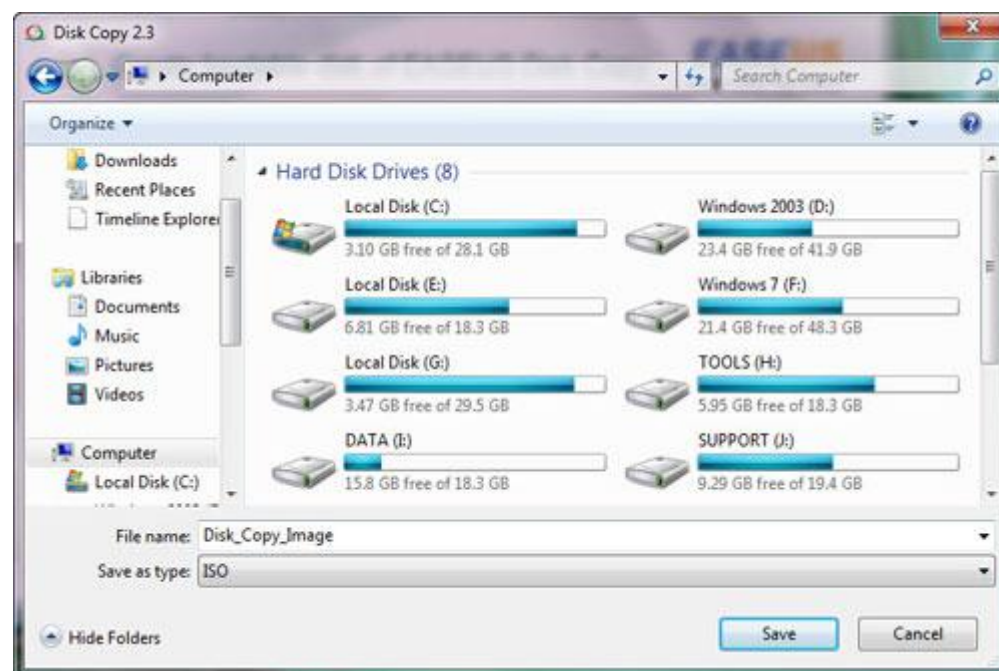 Disk Copy 2.3
Computer
Search Computer
Organize
Downloads
Recent Places
Timeline Explorer
Libraries
Documents
Music
Pictures
Videos
Computer
Local Disk (C:)
Hard Disk Drives (8)
Local Disk (C:)
3.10 GB free of 28.1 GB
Windows 2003 (D:)
23.4 GB free of 41.9 GB
Local Disk (E:)
6.81 GB free of 18.3 GB
Windows 7 (F:)
21.4 GB free of 48.3 GB
Local Disk (G:)
3.47 GB free of 29.5 GB
TOOLS (H:)
5.95 GB free of 18.3 GB
DATA (I:)
15.8 GB free of 18.3 GB
SUPPORT (J:)
9.29 GB free of 19.4 GB
File name: Disk_Copy_Image
Save as type: ISO
Hide Folders
Save
Cancel